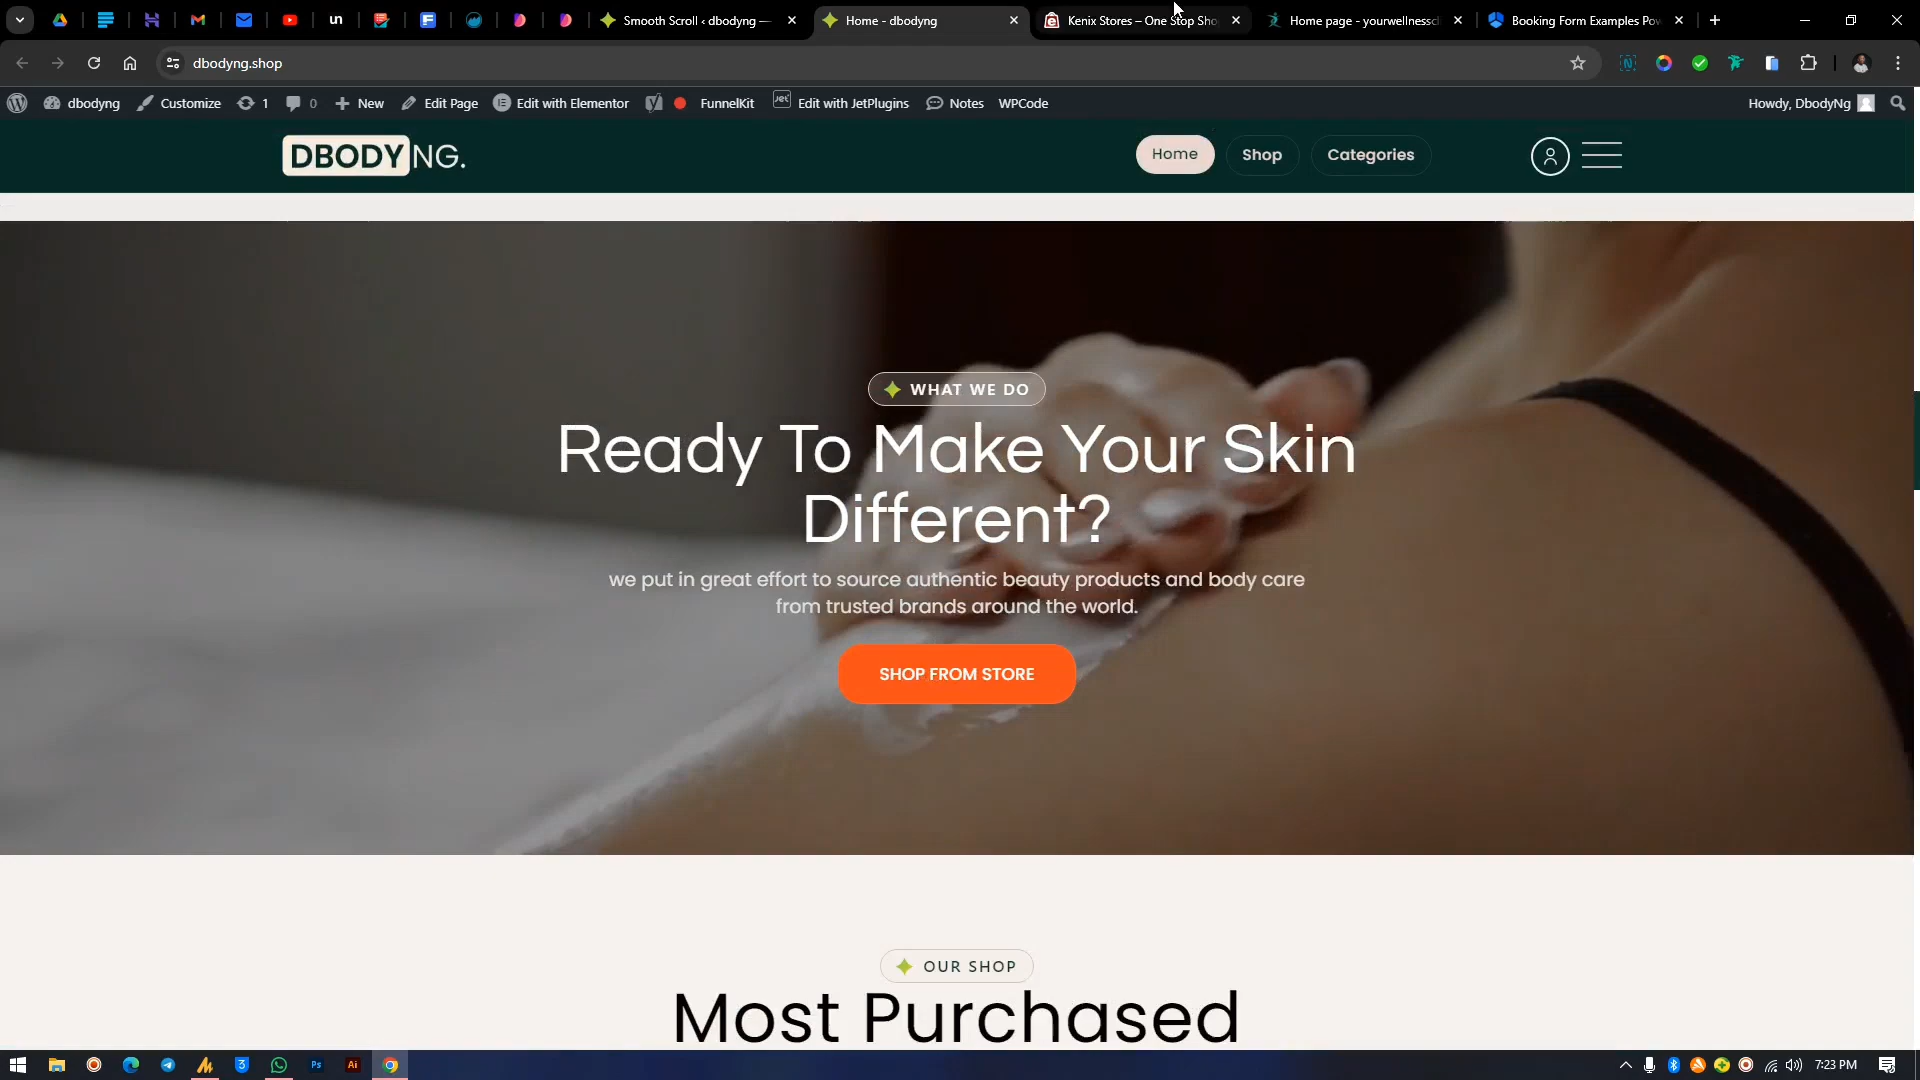 Smooth Scroll ‹ dbodyng —
Home - dbodyng
Kenix Stores – One Stop Sho
Home page - yourwellnesscl
Booking Form Examples Pow
dbodyng.shop
dbodyng
Customize
1
0
New
Edit Page
Edit with Elementor
FunnelKit
Edit with JetPlugins
Notes
WPCode
Howdy, DbodyNg
DBODYNG.
Home
Shop
Categories
WHAT WE DO
Ready To Make Your Skin
Different?
we put in great effort to source authentic beauty products and body care
from trusted brands around the world.
SHOP FROM STORE
OUR SHOP
Most Purchased
7:23 PM